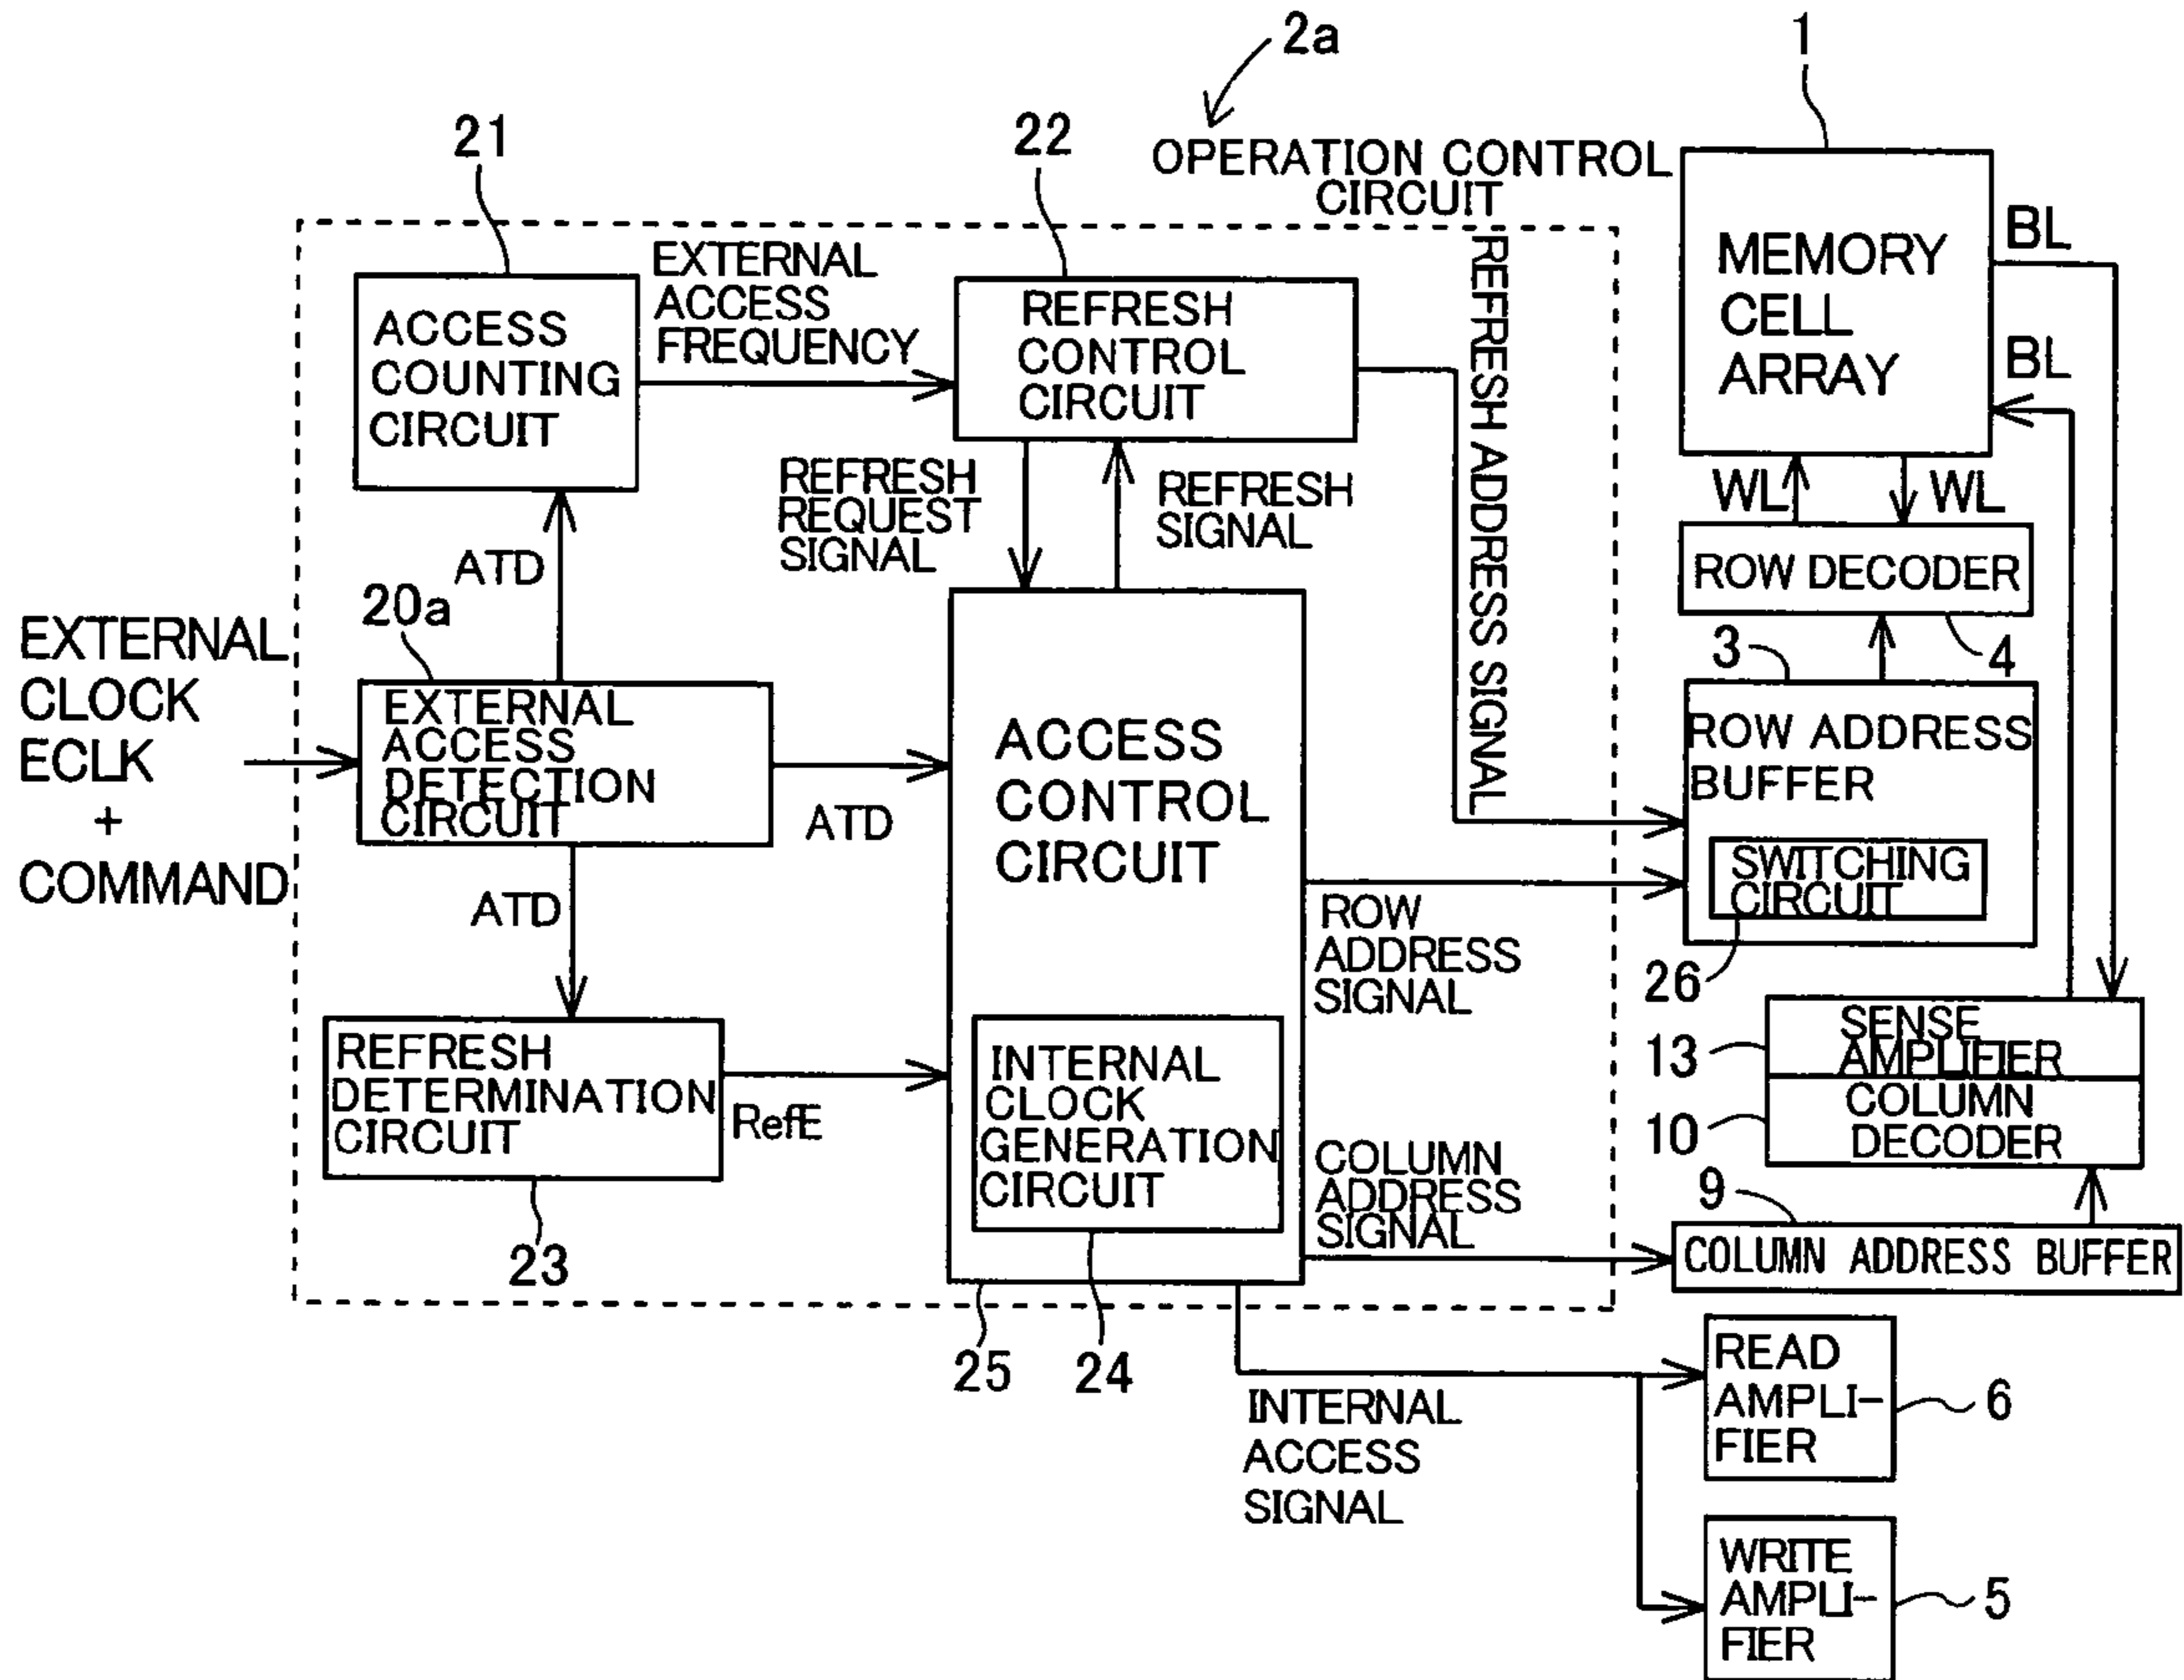 2a
1
21
22
OPERATION CONTROL
CIRCUIT
EXTERNAL
ACCESS
FREQUENCY
ACCESS
COUNTING
CIRCUIT
REFRESH
CONTROL
CIRCUIT
REFRESH ADDRESS SIGNAL
MEMORY
CELL
ARRAY
BL
BL
REFRESH
REQUEST
SIGNAL
REFRESH
SIGNAL
WL
WL
ATD
ROW DECODER
4
20a
EXTERNAL
CLOCK
ECLK
+
COMMAND
EXTERNAL
ACCESS
DETECTION
CIRCUIT
ATD
ATD
ACCESS
CONTROL
CIRCUIT
3
ROW ADDRESS
BUFFER
SWITCHING
CIRCUIT
26
ROW
ADDRESS
SIGNAL
REFRESH
DETERMINATION
CIRCUIT
RefE
23
INTERNAL
CLOCK
GENERATION
CIRCUIT
13
SENSE
AMPLIFIER
10
COLUMN
DECODER
COLUMN
ADDRESS
SIGNAL
9
COLUMN ADDRESS BUFFER
25
24
INTERNAL
ACCESS
SIGNAL
READ
AMPLI-
FIER
6
WRITE
AMPLI-
FIER
5